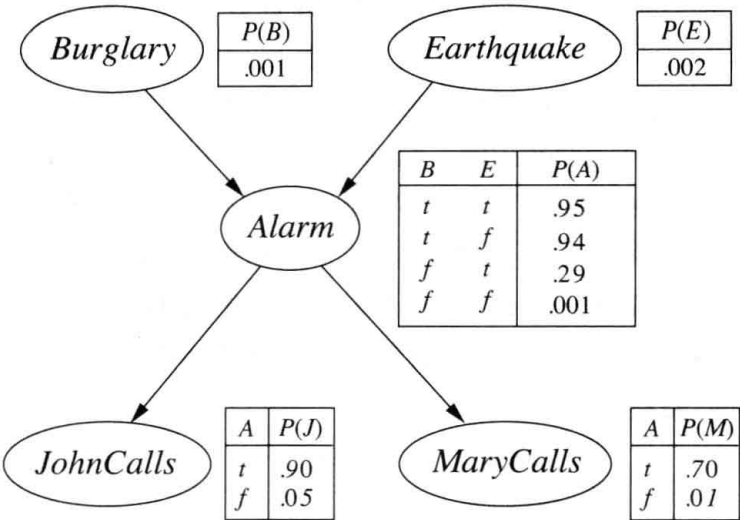 Burglary
P(B)
.001
Earthquake
P(E)
.002
Alarm
B E P(A)
t t .95
t f .94
f t .29
f f .001
JohnCalls
A P(J)
t .90
f .05
MaryCalls
A P(M)
t .70
f .01